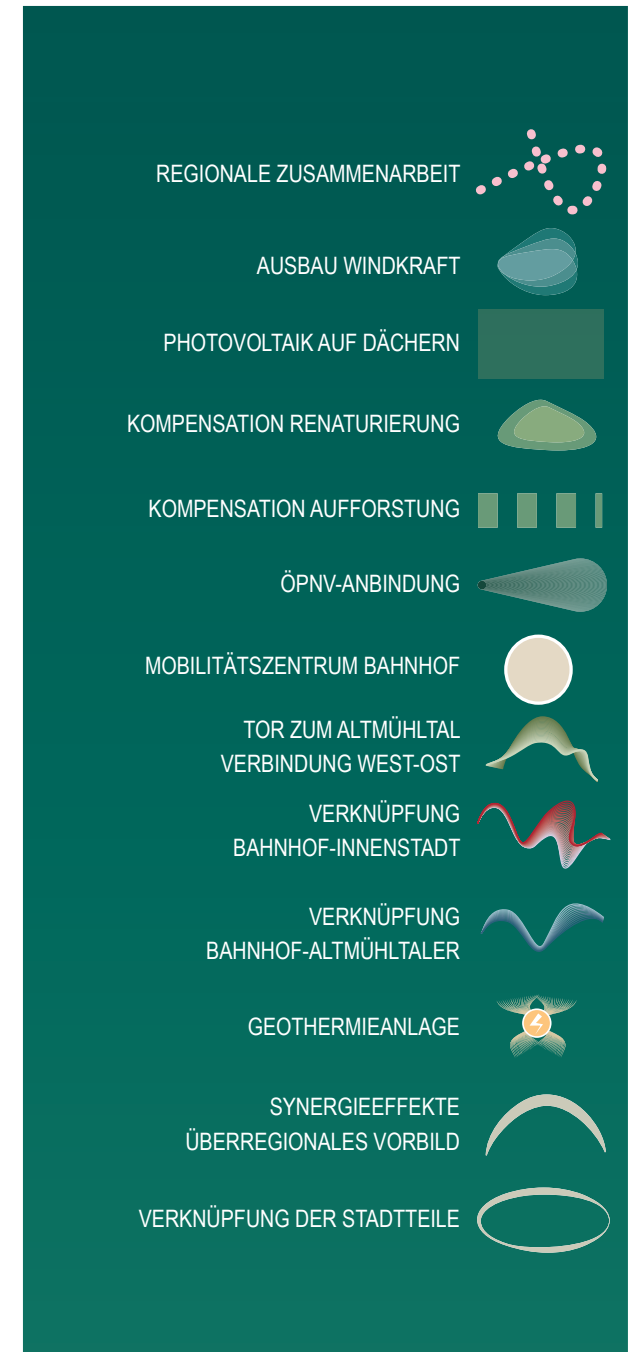 REGIONALE ZUSAMMENARBEIT
AUSBAU WINDKRAFT
PHOTOVOLTAIK AUF DÄCHERN
KOMPENSATION RENATURIERUNG
KOMPENSATION AUFFORSTUNG
ÖPNV-ANBINDUNG
MOBILITÄTSZENTRUM BAHNHOF
TOR ZUM ALTMÜHLTAL
VERBINDUNG WEST-OST
VERKNÜPFUNG
BAHNHOF-INNENSTADT
VERKNÜPFUNG
BAHNHOF-ALTMÜHLTALER
GEOTHERMIEANLAGE
SYNERGIEEFFEKTE
ÜBERREGIONALES VORBILD
VERKNÜPFUNG DER STADTTEILE